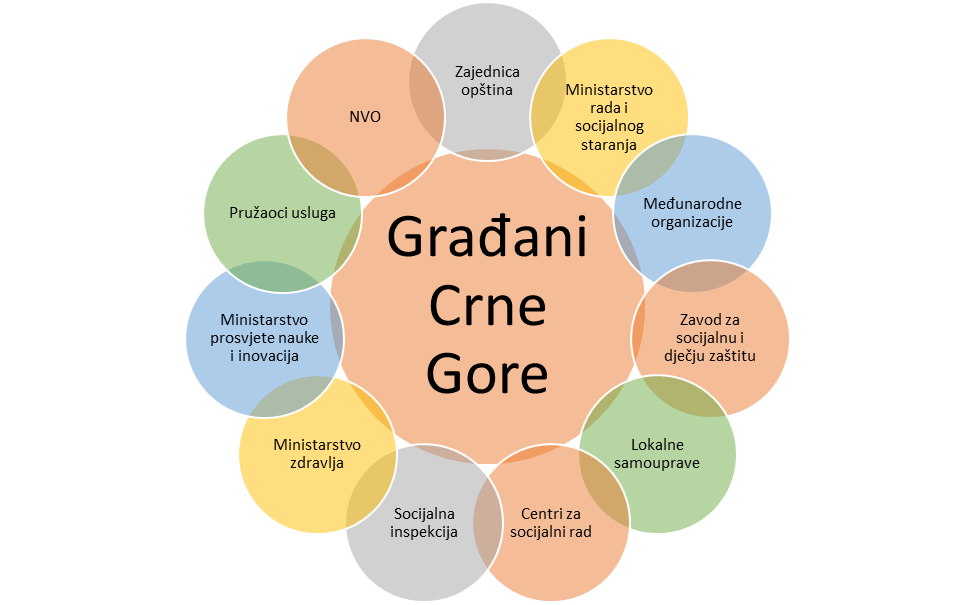 Zajednica
opština
Ministarstvo
rada i
socijalnog
staranja
Međunarodne
organizacije
Zavod za
socijalnu i
dječju zaštitu
Lokalne
samouprave
Centri za
socijalni rad
Socijalna
inspekcija
Ministarstvo
zdravlja
Ministarstvo
prosvjete nauke
i inovacija
Pružaoci usluga
NVO
Građani
Crne
Gore